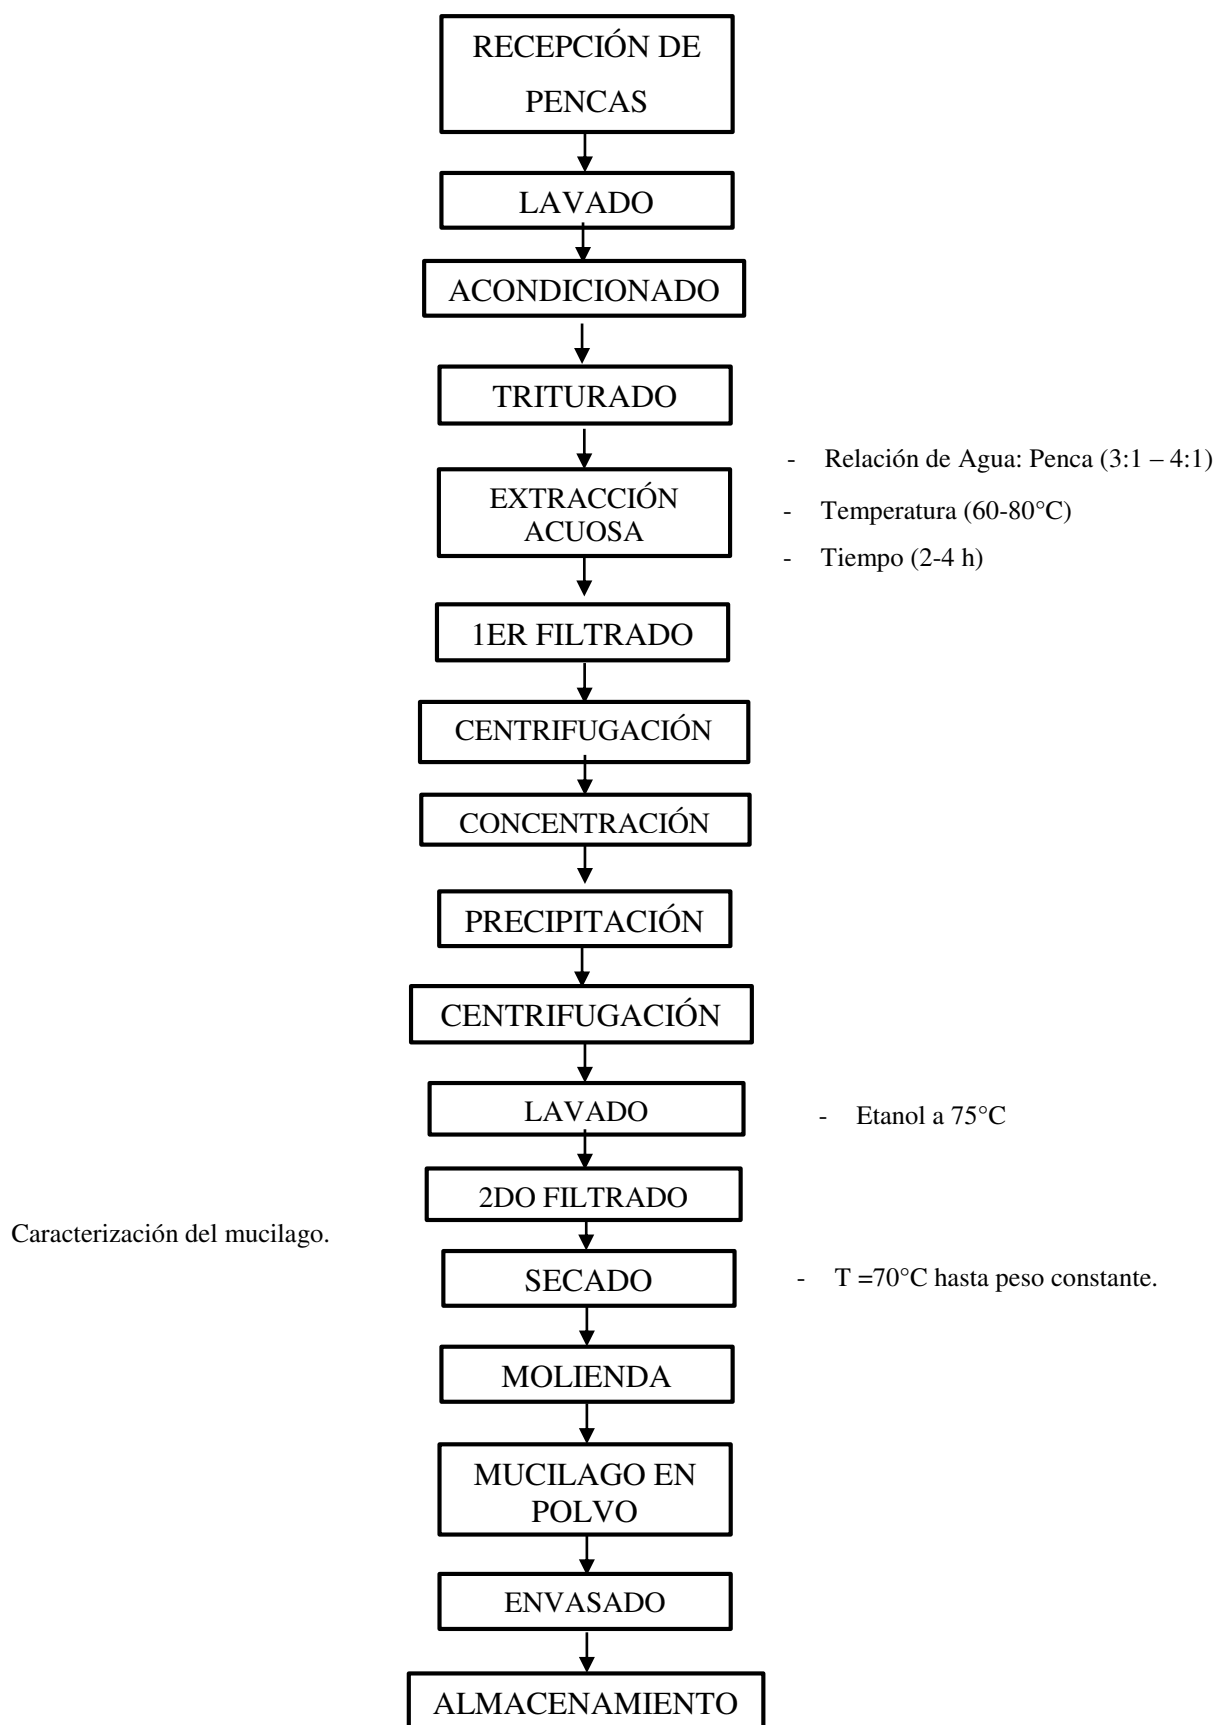 RECEPCIÓN DE
PENCAS
LAVADO
ACONDICIONADO
TRITURADO
EXTRACCIÓN
ACUOSA
- Relación de Agua: Penca (3:1 – 4:1)
- Temperatura (60-80°C)
- Tiempo (2-4 h)
1ER FILTRADO
CENTRIFUGACIÓN
CONCENTRACIÓN
PRECIPITACIÓN
CENTRIFUGACIÓN
LAVADO
- Etanol a 75°C
2DO FILTRADO
Caracterización del mucilago.
SECADO
- T =70°C hasta peso constante.
MOLIENDA
MUCILAGO EN
POLVO
ENVASADO
ALMACENAMIENTO